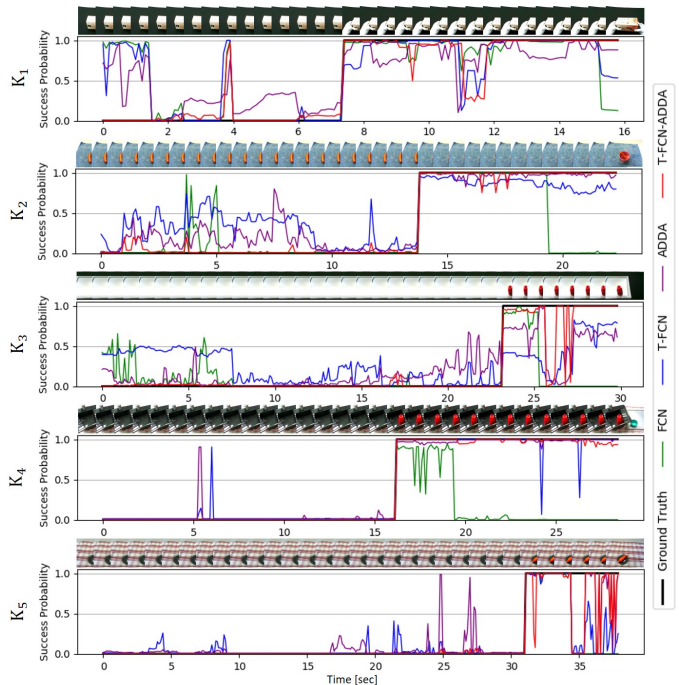 K1
Success Probability
1.0
0.5
0.0
0 2 4 6 8 10 12 14 16
K2
Success Probability
1.0
0.5
0.0
0 5 10 15 20
K3
Success Probability
1.0
0.5
0.0
0 5 10 15 20 25 30
K4
Success Probability
1.0
0.5
0.0
0 5 10 15 20 25
K5
Success Probability
1.0
0.5
0.0
0 5 10 15 20 25 30 35
Time [sec]
Ground Truth
FCN
T-FCN
ADDA
T-FCN-ADDA